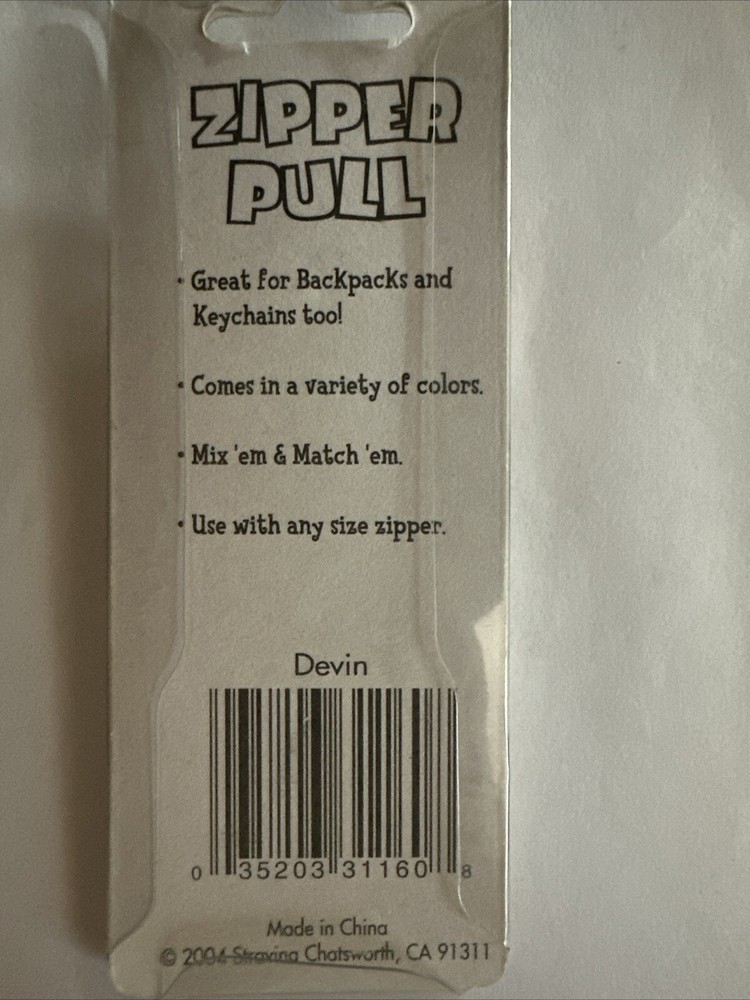 ZIPPER
PULL
• Great for Backpacks and
Keychains too!
• Comes in a variety of colors.
• Mix 'em & Match 'em.
• Use with any size zipper.
Devin
0 35203 31160 8
Made in China
© 2004 Chatsworth, CA 91311